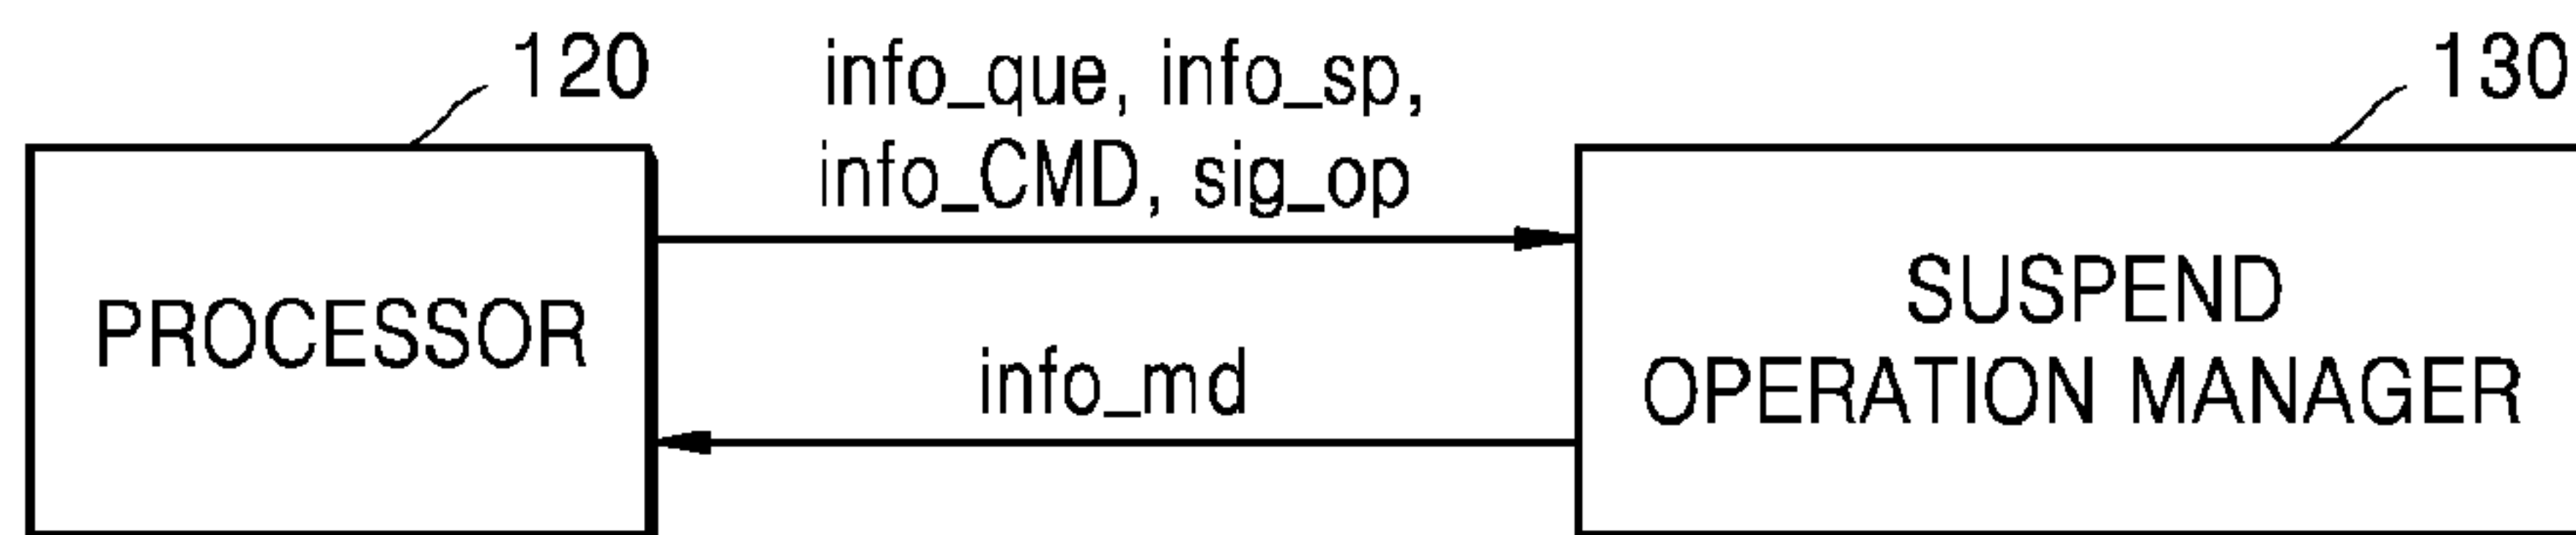 120
info_que, info_sp,
info_CMD, sig_op
130
PROCESSOR
SUSPEND
OPERATION MANAGER
info_md